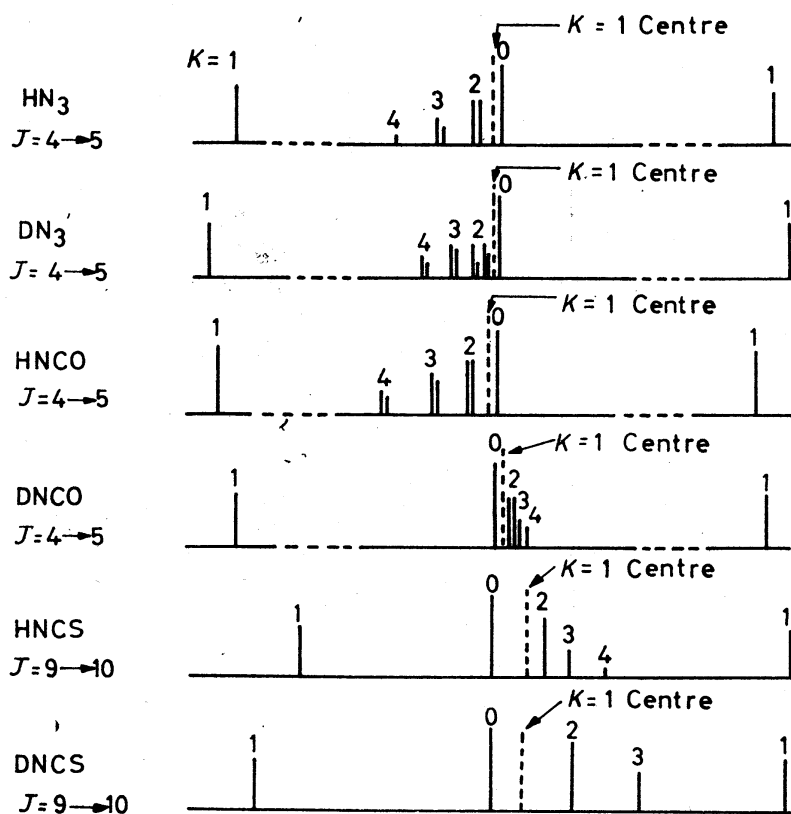 K = 1 Centre
K = 1
0
1
HN3
4
3
2
J = 4→5
K = 1 Centre
1
0
1
DN3
4
3
2
J = 4→5
K = 1 Centre
1
0
1
HNCO
4
3
2
J = 4→5
0
K = 1 Centre
1
1
DNCO
2
3
4
J = 4→5
K = 1 Centre
0
1
2
1
HNCS
3
4
J = 9→10
K = 1 Centre
0
1
2
1
DNCS
3
J = 9→10